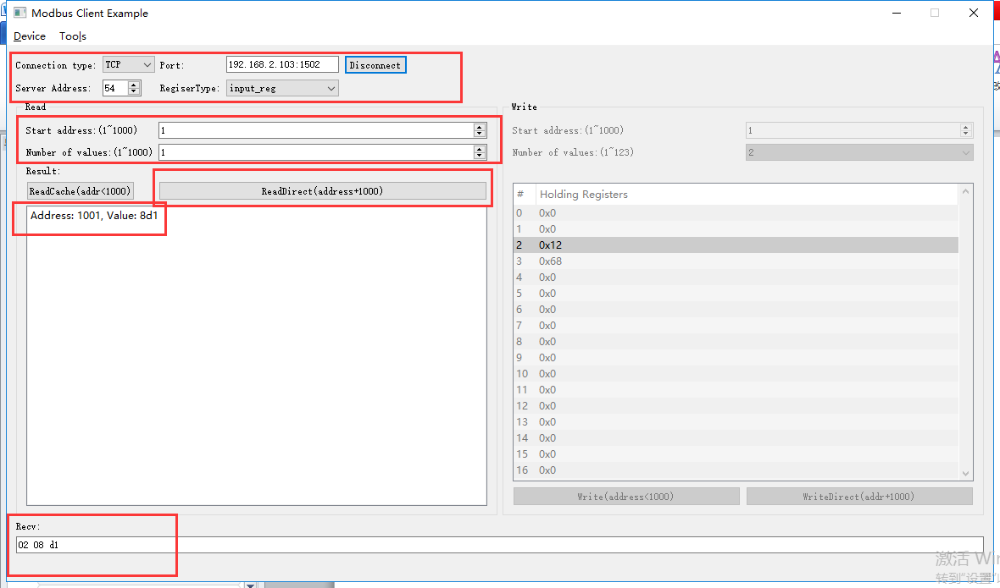 Modbus Client Example
Device Tools
Connection type: TCP Port: 192.168.2.103:1502 Disconnect
Server Address: 54 RegiserType: input_reg
Read
Start address:(1~1000) 1
Number of values:(1~1000) 1
Result:
ReadCache(addr<1000) ReadDirect(address+1000)
Address: 1001, Value: 8d1
Write
Start address:(1~1000) 1
Number of values:(1~123) 2
# Holding Registers
0 0x0
1 0x0
2 0x12
3 0x68
4 0x0
5 0x0
6 0x0
7 0x0
8 0x0
9 0x0
10 0x0
11 0x0
12 0x0
13 0x0
14 0x0
15 0x0
16 0x0
Write(address<1000) WriteDirect(addr+1000)
Recv:
02 08 d1
激活
转到"设置"